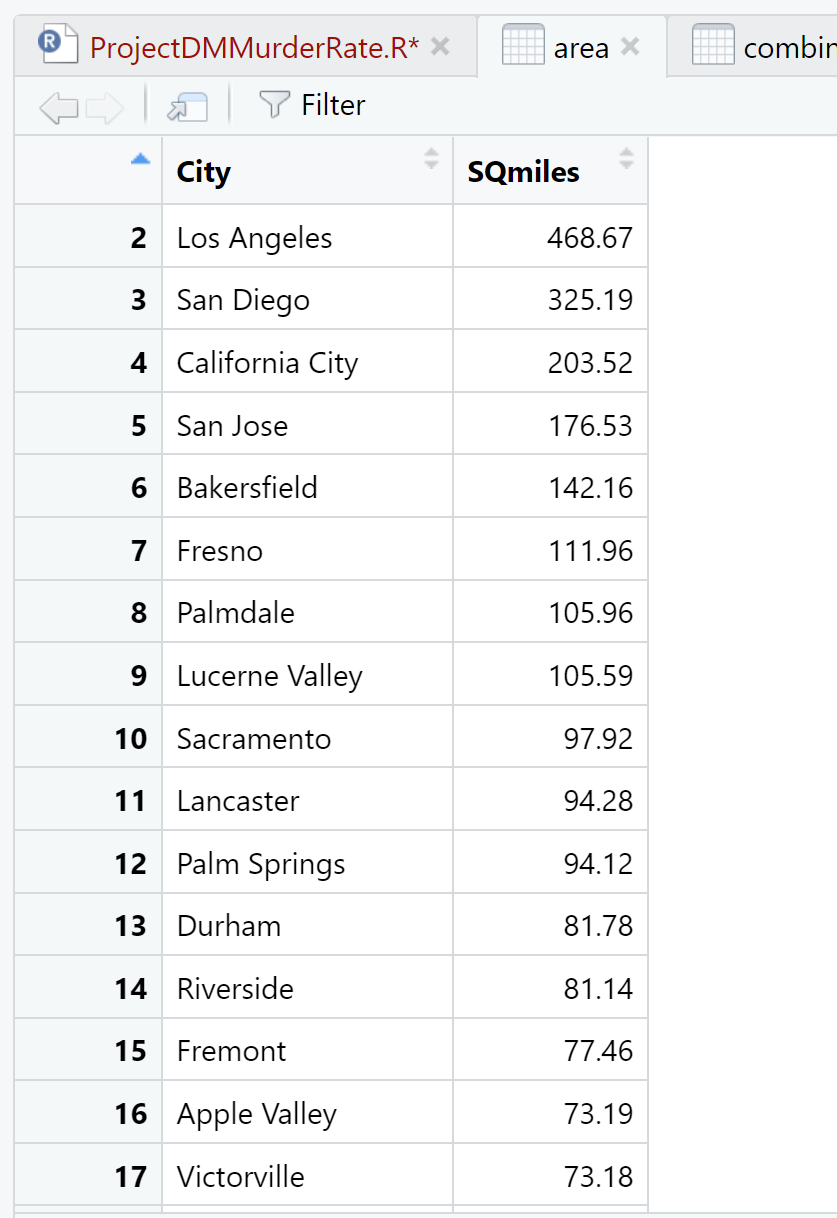 R ProjectDMMurderRate.R* area combin
Filter
City SQmiles
2 Los Angeles 468.67
3 San Diego 325.19
4 California City 203.52
5 San Jose 176.53
6 Bakersfield 142.16
7 Fresno 111.96
8 Palmdale 105.96
9 Lucerne Valley 105.59
10 Sacramento 97.92
11 Lancaster 94.28
12 Palm Springs 94.12
13 Durham 81.78
14 Riverside 81.14
15 Fremont 77.46
16 Apple Valley 73.19
17 Victorville 73.18